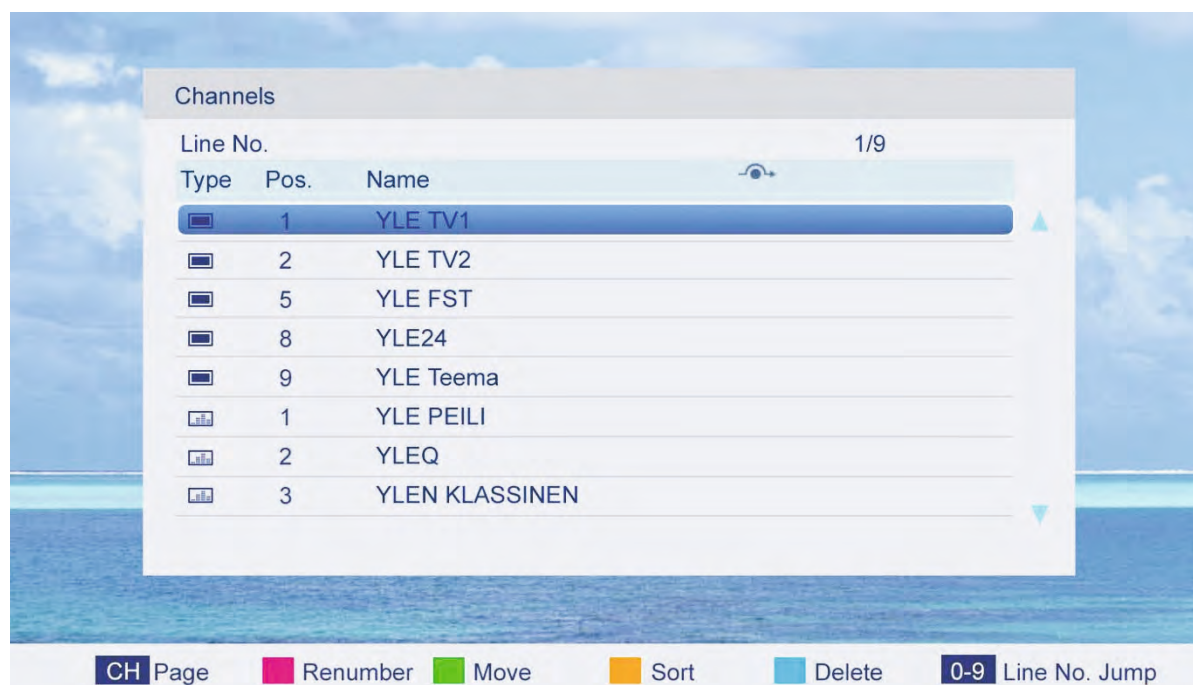 Channels
Line No. 1/9
Type Pos. Name
1 YLE TV1
2 YLE TV2
5 YLE FST
8 YLE24
9 YLE Teema
1 YLE PEILI
2 YLEQ
3 YLEN KLASSINEN
CH Page Renumber Move Sort Delete 0-9 Line No. Jump